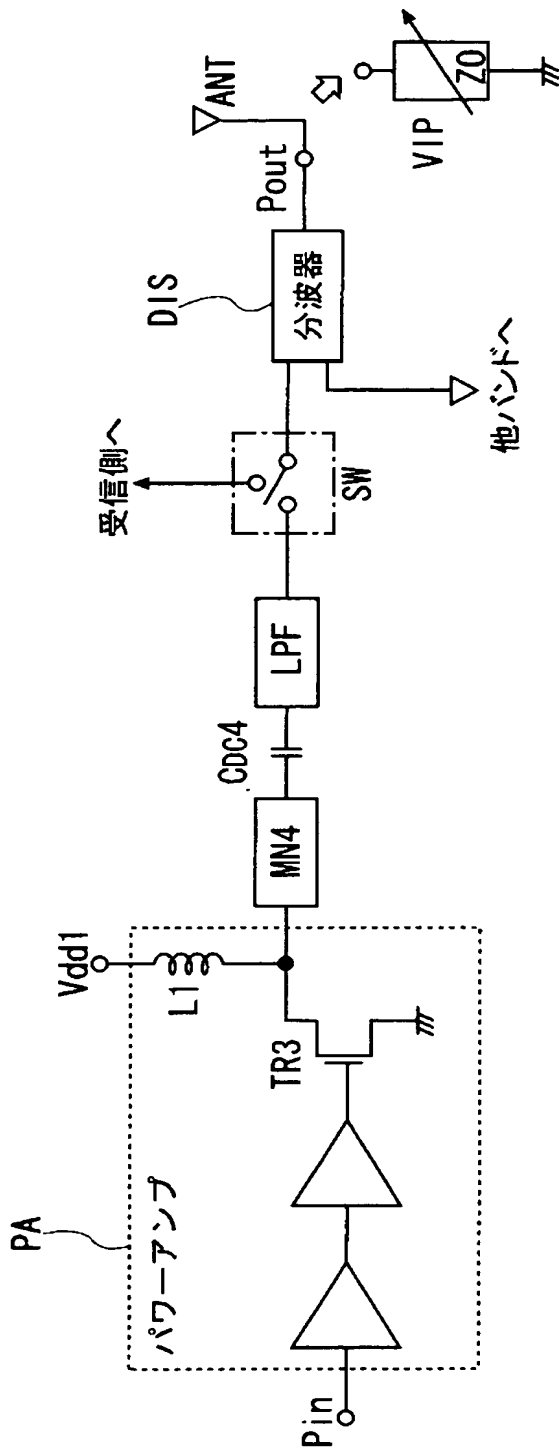 PA
パワーアンプ
Pin
Vdd1
L1
TR3
MN4
CDC4
LPF
受信側へ
SW
DIS
分波器
他バンドへ
Pout
ANT
VIP
Z0